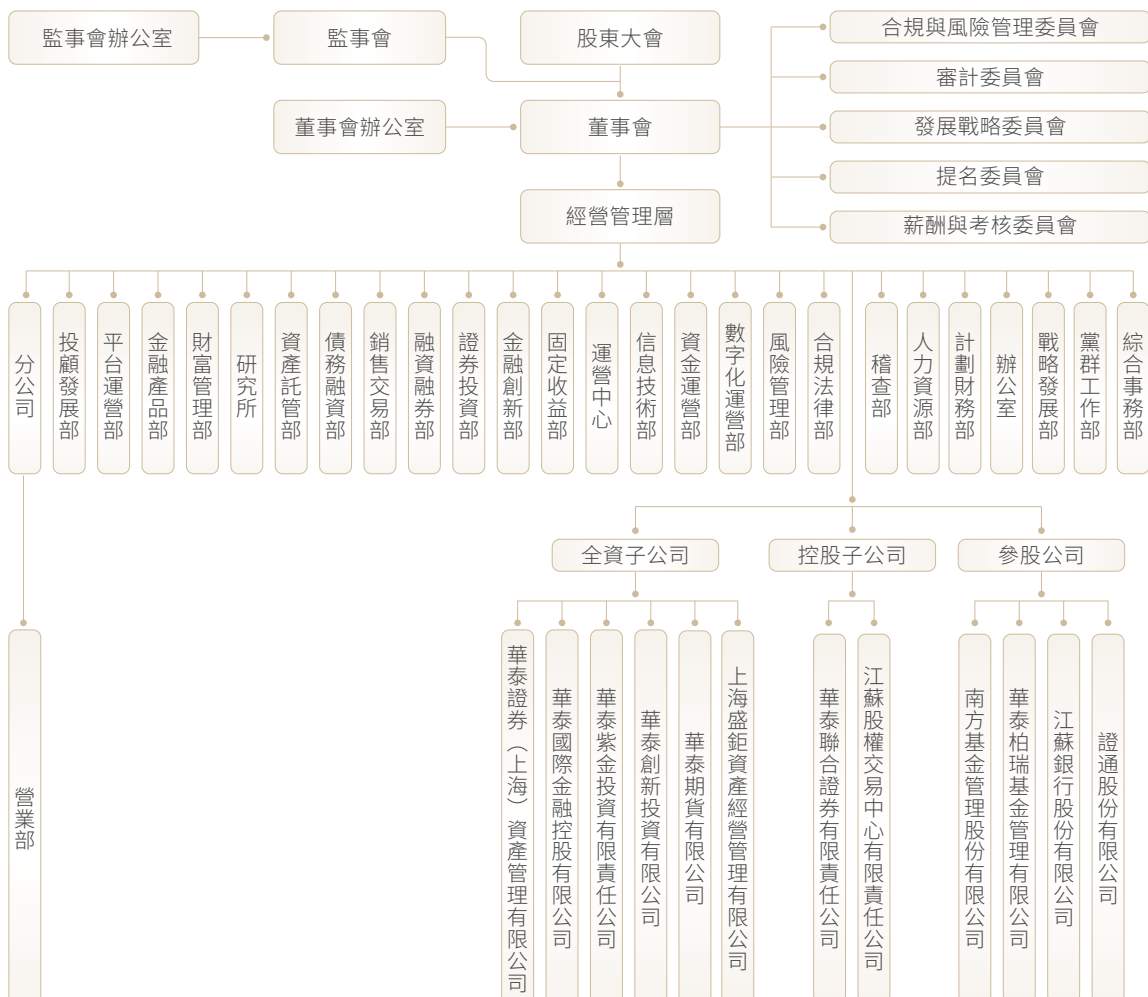 監事會辦公室
監事會
股東大會
合規與風險管理委員會
審計委員會
董事會辦公室
董事會
發展戰略委員會
提名委員會
經營管理層
薪酬與考核委員會
分公司
投顧發展部
平台運營部
金融產品部
財富管理部
研究所
資產託管部
債務融資部
銷售交易部
融資融券部
證券投資部
金融創新部
固定收益部
運營中心
信息技術部
資金運營部
數字化運營部
風險管理部
合規法律部
稽查部
人力資源部
計劃財務部
辦公室
戰略發展部
黨群工作部
綜合事務部
全資子公司
控股子公司
參股公司
營業部
華泰證券（上海）資產管理有限公司
華泰國際金融控股有限公司
華泰紫金投資有限責任公司
華泰創新投資有限公司
華泰期貨有限公司
上海盛鉅資產經營管理有限公司
華泰聯合證券有限責任公司
江蘇股權交易中心有限責任公司
南方基金管理股份有限公司
華泰柏瑞基金管理有限公司
江蘇銀行股份有限公司
證通股份有限公司